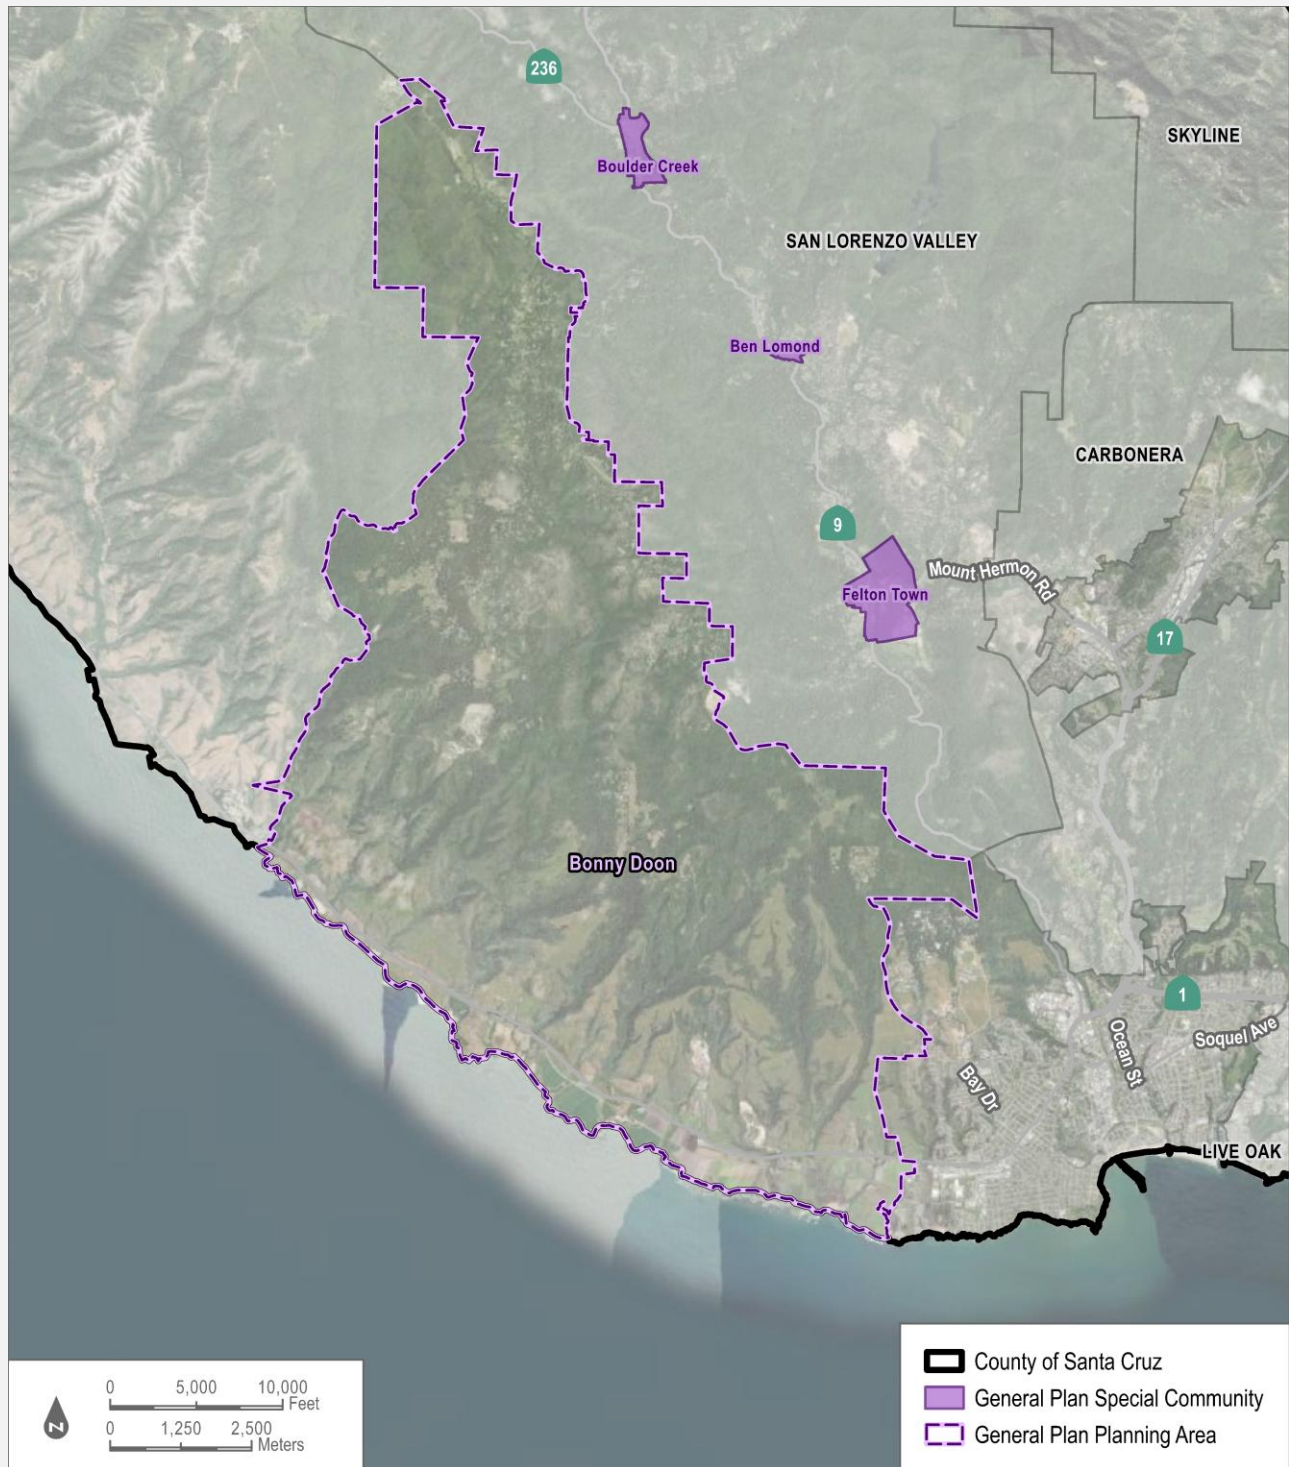 236
SKYLINE
Boulder Creek
SAN LORENZO VALLEY
Ben Lomond
CARBONERA
9
Mount Hermon Rd
Felton Town
17
Bonny Doon
1
Ocean St
Soquel Ave
Bay Dr
LIVE OAK
N
0 5,000 10,000
Feet
0 1,250 2,500
Meters
County of Santa Cruz
General Plan Special Community
General Plan Planning Area